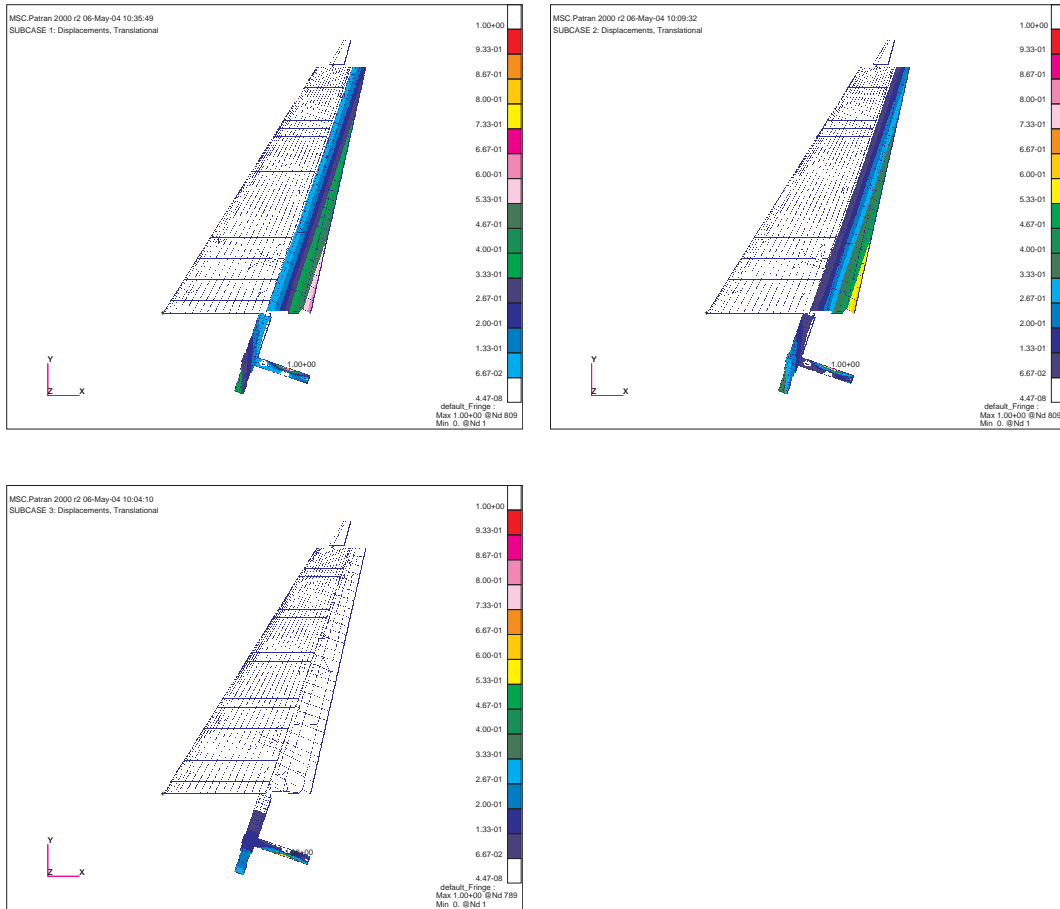 MSC.Patran 2000 r2 06-May-04 10:35:49
SUBCASE 1: Displacements, Translational
1.00+00
9.33-01
8.67-01
8.00-01
7.33-01
6.67-01
6.00-01
5.33-01
4.67-01
4.00-01
3.33-01
2.67-01
2.00-01
1.33-01
6.67-02
4.47-08
1.00+00
Y
Z X
default_Fringe :
Max 1.00+00 @Nd 809
Min 0. @Nd 1
MSC.Patran 2000 r2 06-May-04 10:09:32
SUBCASE 2: Displacements, Translational
1.00+00
9.33-01
8.67-01
8.00-01
7.33-01
6.67-01
6.00-01
5.33-01
4.67-01
4.00-01
3.33-01
2.67-01
2.00-01
1.33-01
6.67-02
4.47-08
1.00+00
Y
Z X
default_Fringe :
Max 1.00+00 @Nd 809
Min 0. @Nd 1
MSC.Patran 2000 r2 06-May-04 10:04:10
SUBCASE 3: Displacements, Translational
1.00+00
9.33-01
8.67-01
8.00-01
7.33-01
6.67-01
6.00-01
5.33-01
4.67-01
4.00-01
3.33-01
2.67-01
2.00-01
1.33-01
6.67-02
4.47-08
1.00+00
Y
Z X
default_Fringe :
Max 1.00+00 @Nd 789
Min 0. @Nd 1